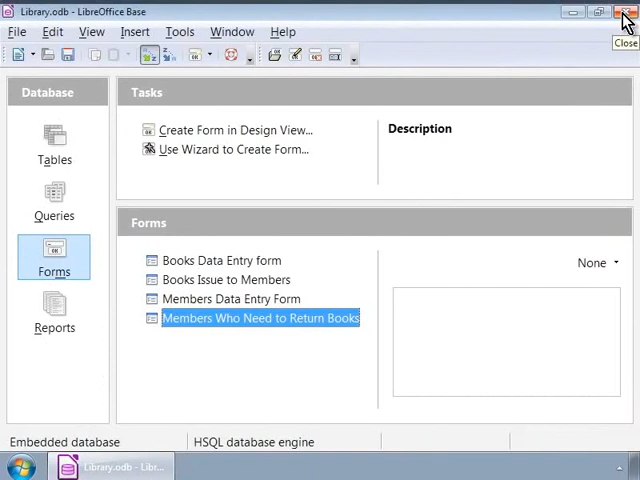 Library.odb - LibreOffice Base
File Edit View Insert Tools Window Help
Close
Database
Tables
Queries
Forms
Reports
Tasks
Create Form in Design View...
Use Wizard to Create Form...
Description
Forms
Books Data Entry form
Books Issue to Members
Members Data Entry Form
Members Who Need to Return Books
None
Embedded database
HSQL database engine
Library.odb - Libr...